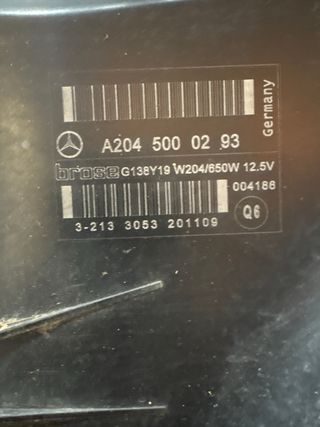 Germany
A204 500 02 93
brose G138Y19 W204/650W 12.5V
004186
3-213 3053 201109
Q6